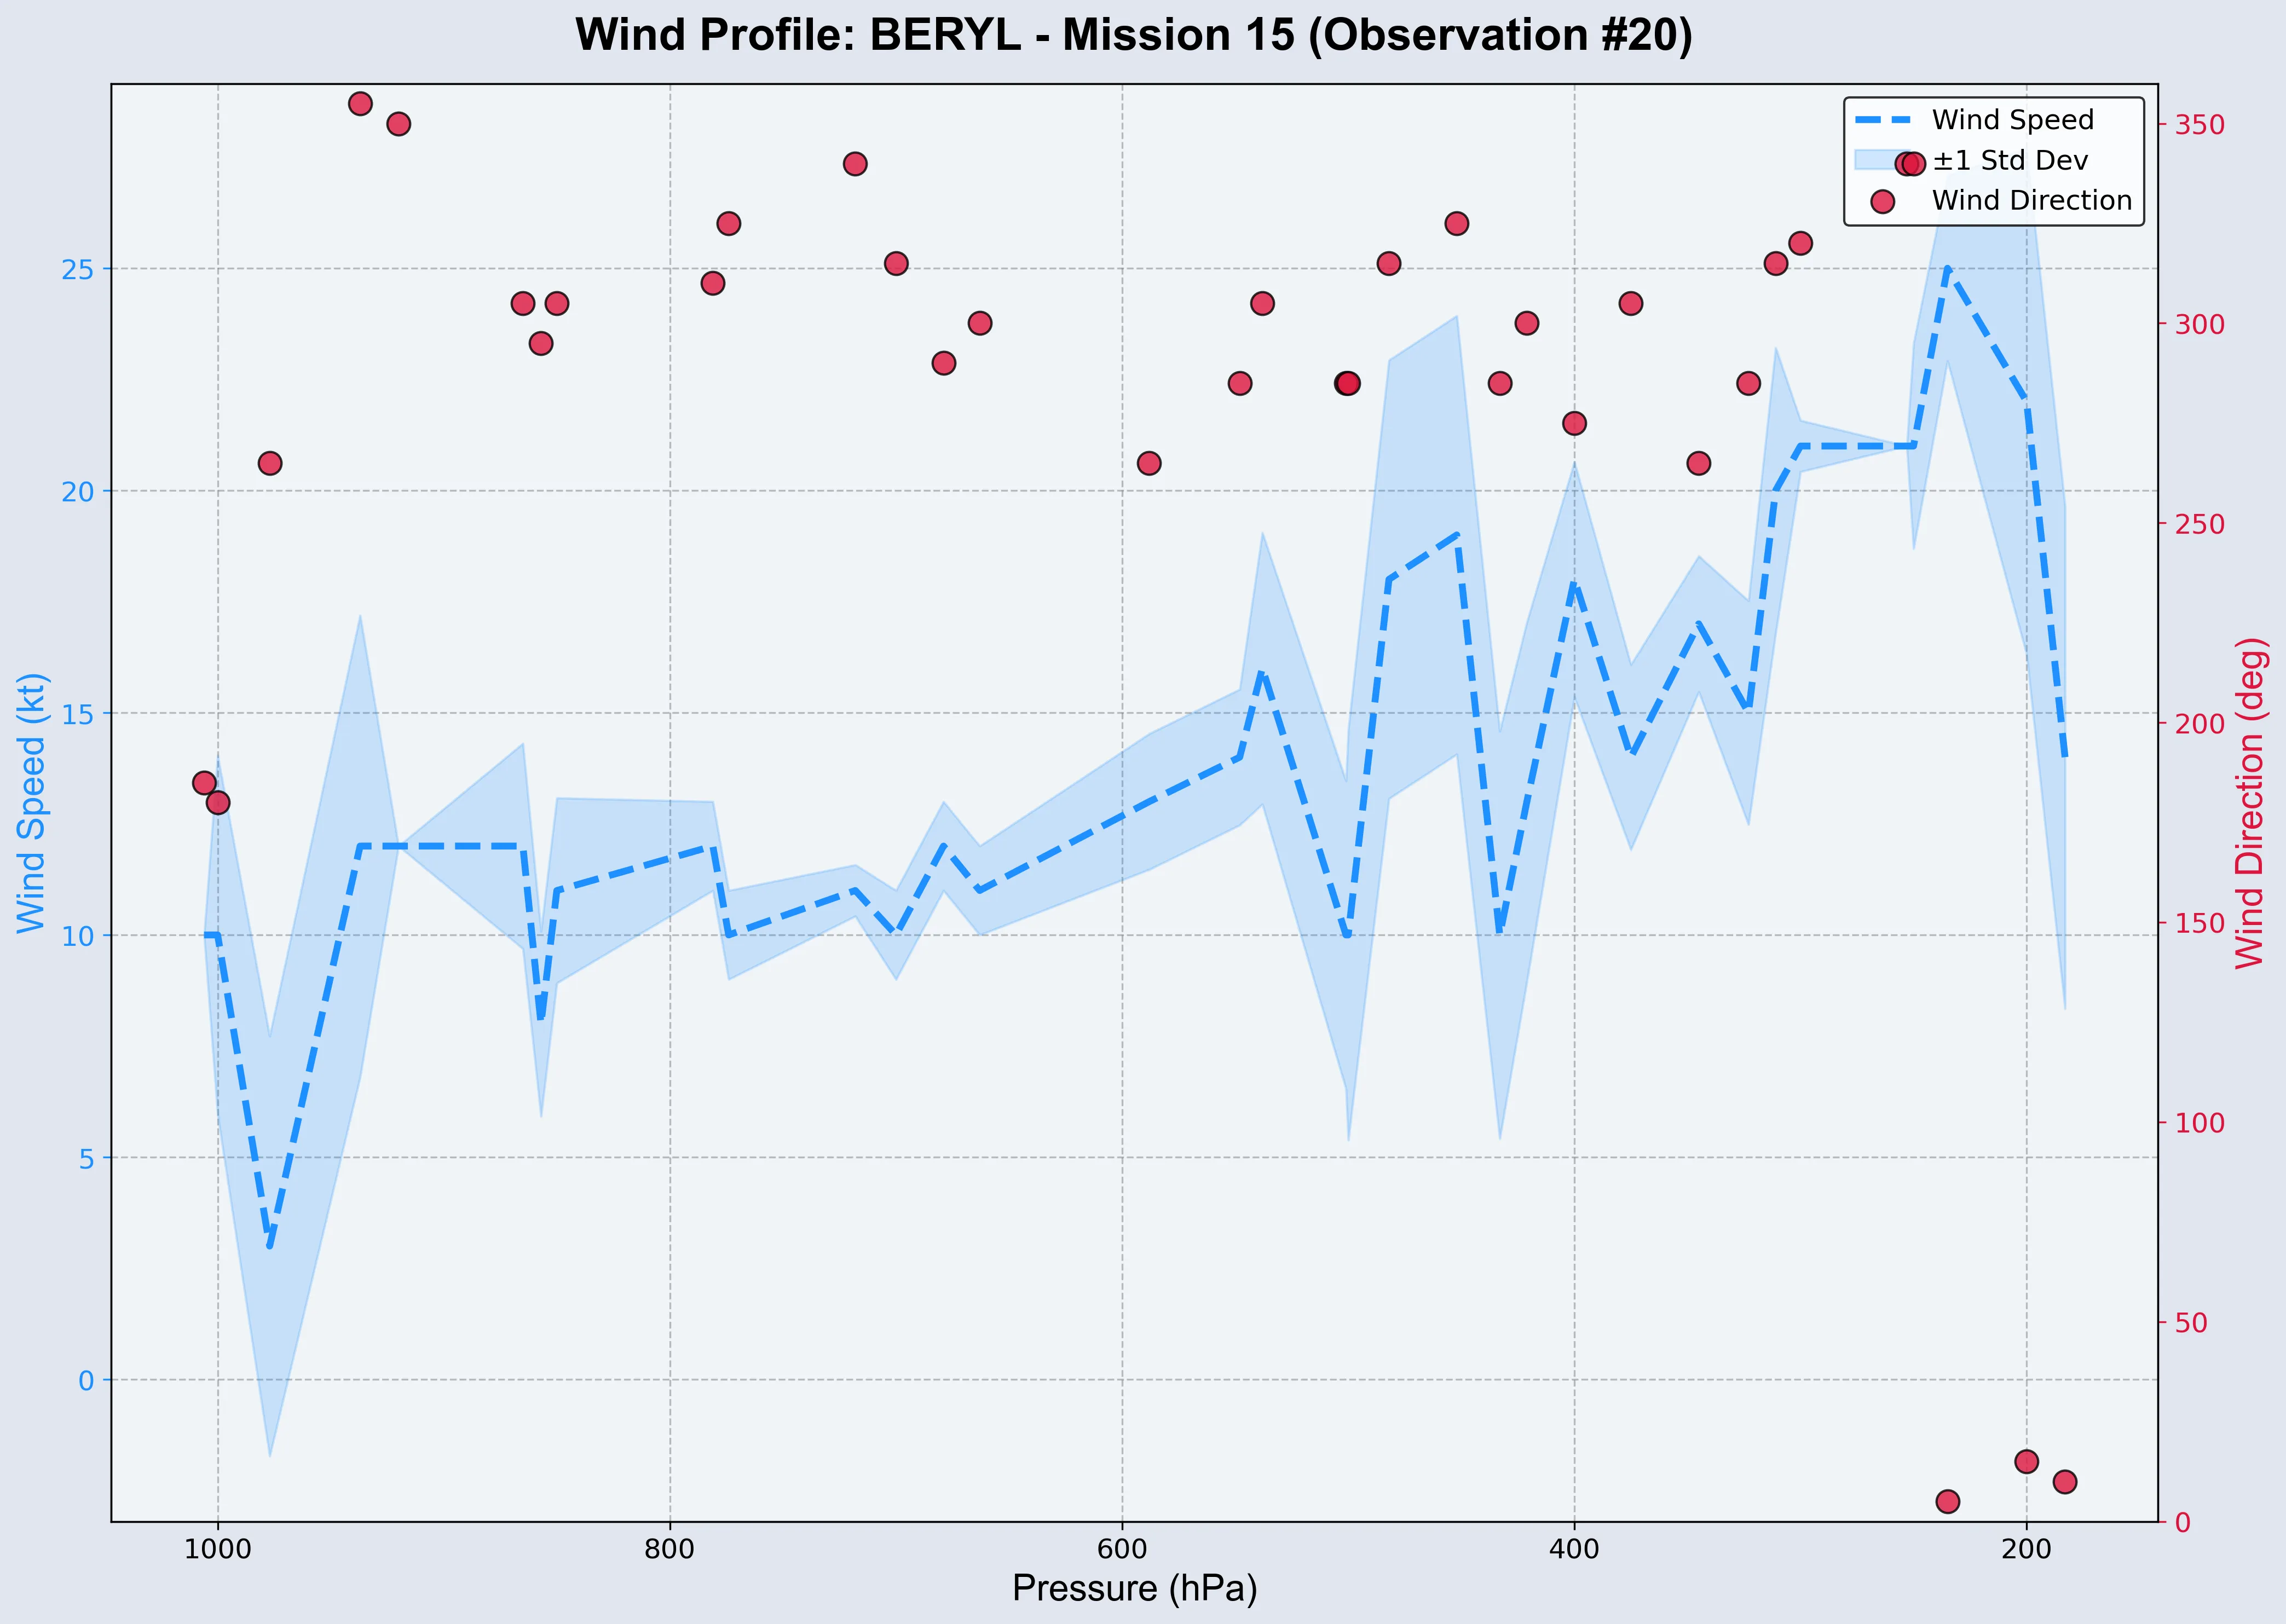 Wind Profile: BERYL - Mission 15 (Observation #20)
Wind Speed
±1 Std Dev
Wind Direction
Wind Speed (kt)
25
20
15
10
5
0
350
300
250
200
150
100
50
0
Wind Direction (deg)
1000
800
600
400
200
Pressure (hPa)